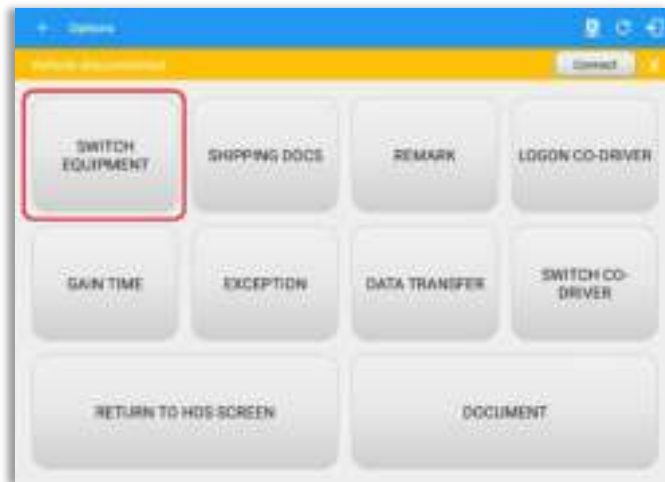 Options
Vehicle disconnected
Connect
SWITCH
EQUIPMENT
SHIPPING DOCS
REMARK
LOGON CO-DRIVER
GAIN TIME
EXCEPTION
DATA TRANSFER
SWITCH CO-
DRIVER
RETURN TO HOS SCREEN
DOCUMENT